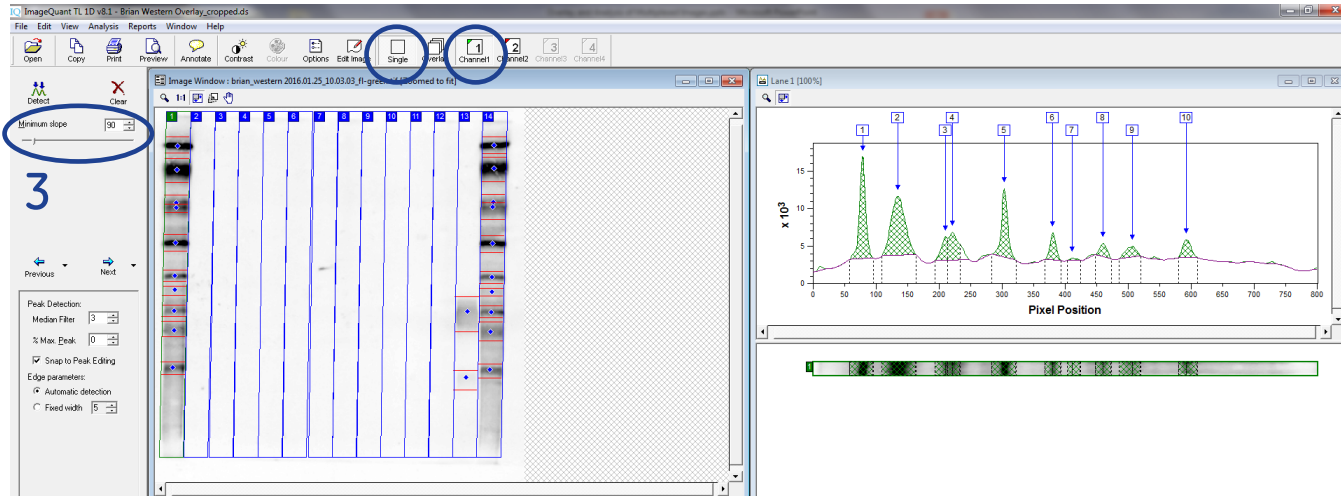 ImageQuant TL 1D v8.1 - Brian Western Overlay_cropped.ds
File Edit View Analysis Reports Window Help
Open Copy Print Preview Annotate Contrast Colour Options Edit Image Single Overlay Channel1 Channel2 Channel3 Channel4
1 2 3 4
Detect Clear
Minimum slope 90
3
Previous Next
Peak Detection:
Median Filter 3
% Max. Peak 0
Snap to Peak Editing
Edge parameters:
Automatic detection
Fixed width 5
Image Window : brian_western 2016.01.25_10.03.03_fl-green.tif [Zoomed to fit]
1:1
1 2 3 4 5 6 7 8 9 10 11 12 13 14
Lane 1 [100%]
1 2 3 4 5 6 7 8 9 10
x 10³
15
10
5
0
0 50 100 150 200 250 300 350 400 450 500 550 600 650 700 750 800
Pixel Position
1